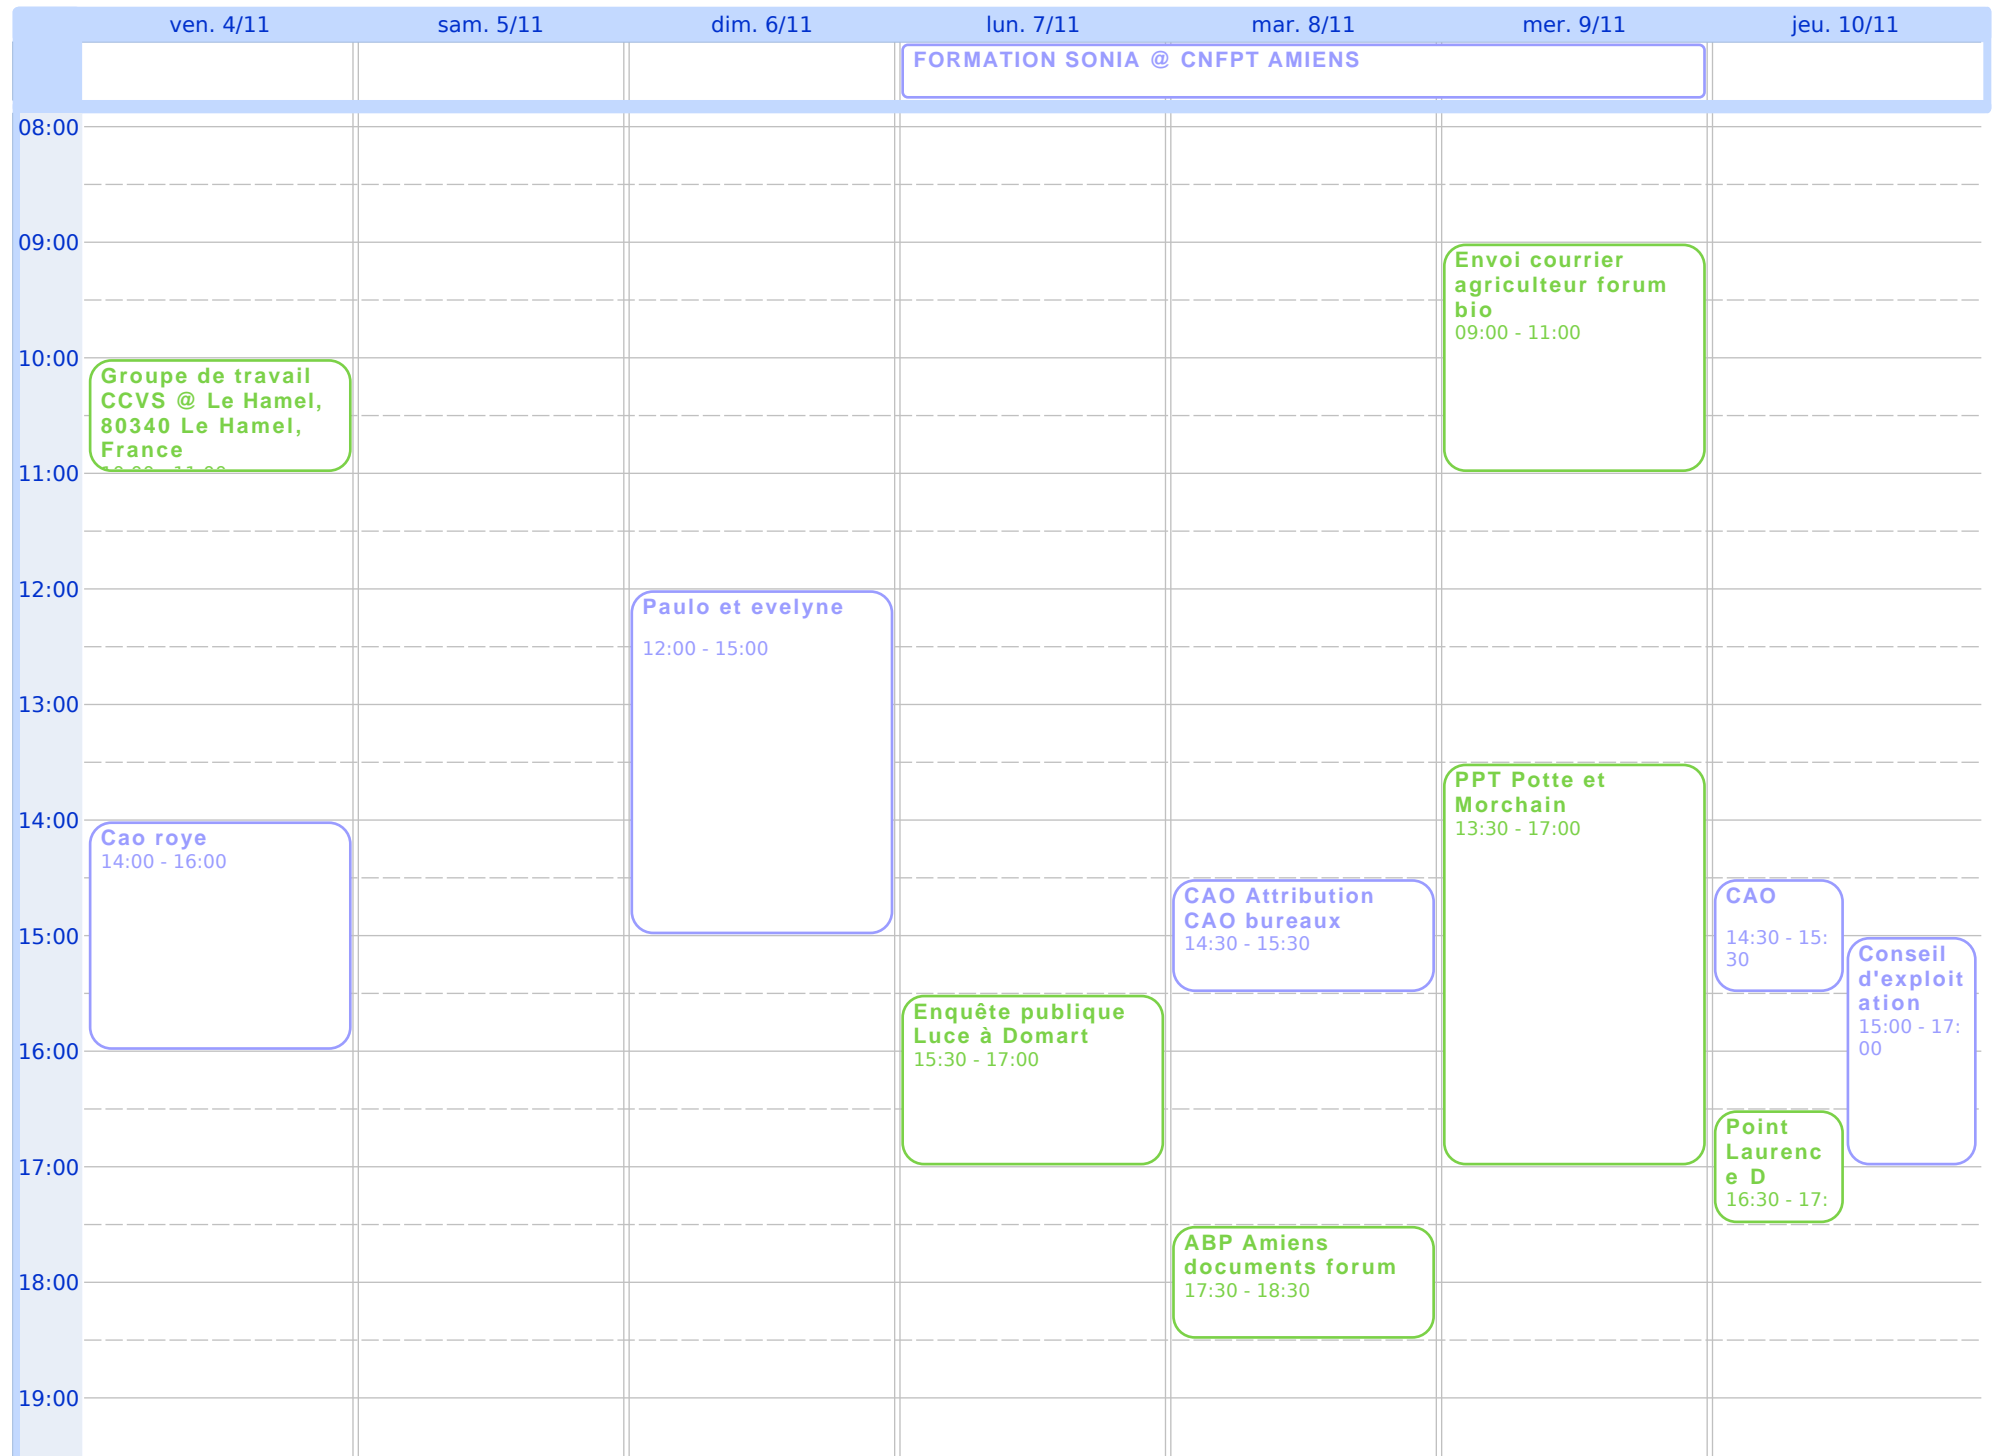 ven. 4/11
sam. 5/11
dim. 6/11
lun. 7/11
mar. 8/11
mer. 9/11
jeu. 10/11
FORMATION SONIA @ CNFPT AMIENS
08:00
09:00
10:00
11:00
12:00
13:00
14:00
15:00
16:00
17:00
18:00
19:00
Groupe de travail
CCVS @ Le Hamel,
80340 Le Hamel,
France
10:00 - 11:00
Cao roye
14:00 - 16:00
Paulo et evelyne
12:00 - 15:00
Enquête publique
Luce à Domart
15:30 - 17:00
CAO Attribution
CAO bureaux
14:30 - 15:30
ABP Amiens
documents forum
17:30 - 18:30
Envoi courrier
agriculteur forum
bio
09:00 - 11:00
PPT Potte et
Morchain
13:30 - 17:00
CAO
14:30 - 15:
30
Conseil
d'exploit
ation
15:00 - 17:
00
Point
Laurenc
e D
16:30 - 17: